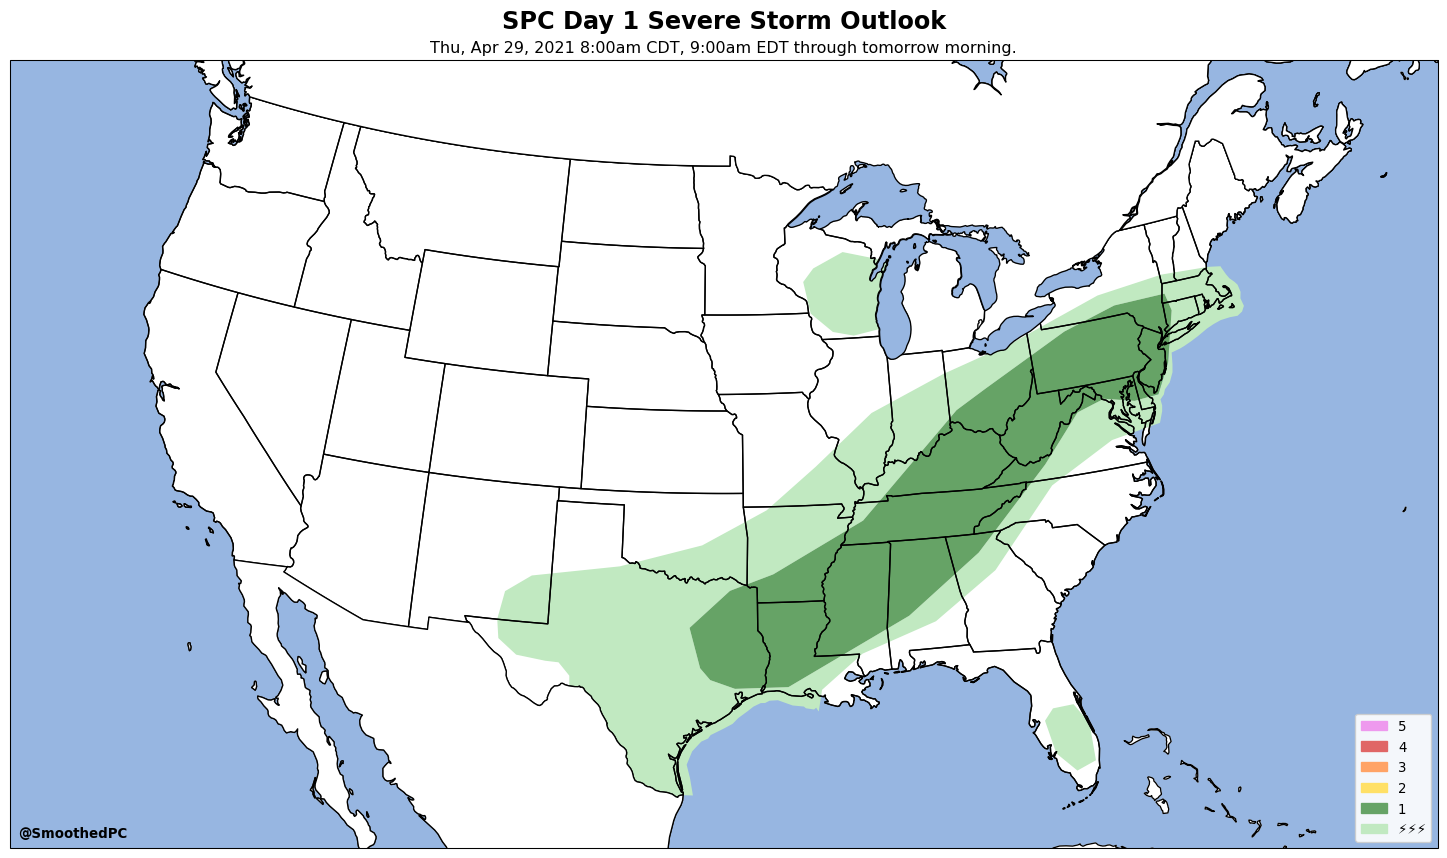 SPC Day 1 Severe Storm Outlook
Thu, Apr 29, 2021 8:00am CDT, 9:00am EDT through tomorrow morning.
5
4
3
2
1
⚡⚡⚡
@SmoothedPC